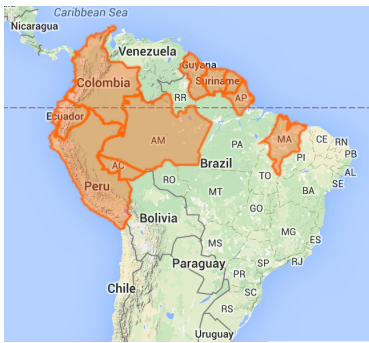 Caribbean Sea
Nicaragua
Venezuela
Guyana
Colombia
Suriname
RR
AP
Ecuador
AM
PA
MA
CE
RN
PB
PI
AC
Brazil
TO
AL
SE
Peru
RO
MT
BA
GO
Bolivia
MG
ES
MS
Paraguay
SP
RJ
PR
SC
Chile
RS
Uruguay